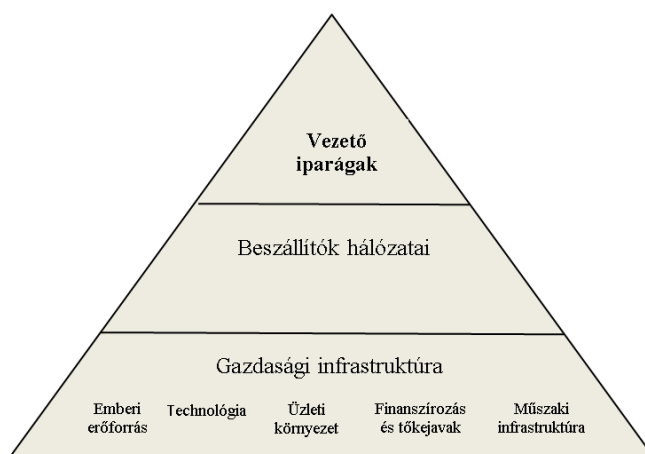 Vezető
iparágak
Beszállítók hálózatai
Gazdasági infrastruktúra
Emberi
erőforrás
Technológia
Üzleti
környezet
Finanszírozás
és tőkejavak
Műszaki
infrastruktúra